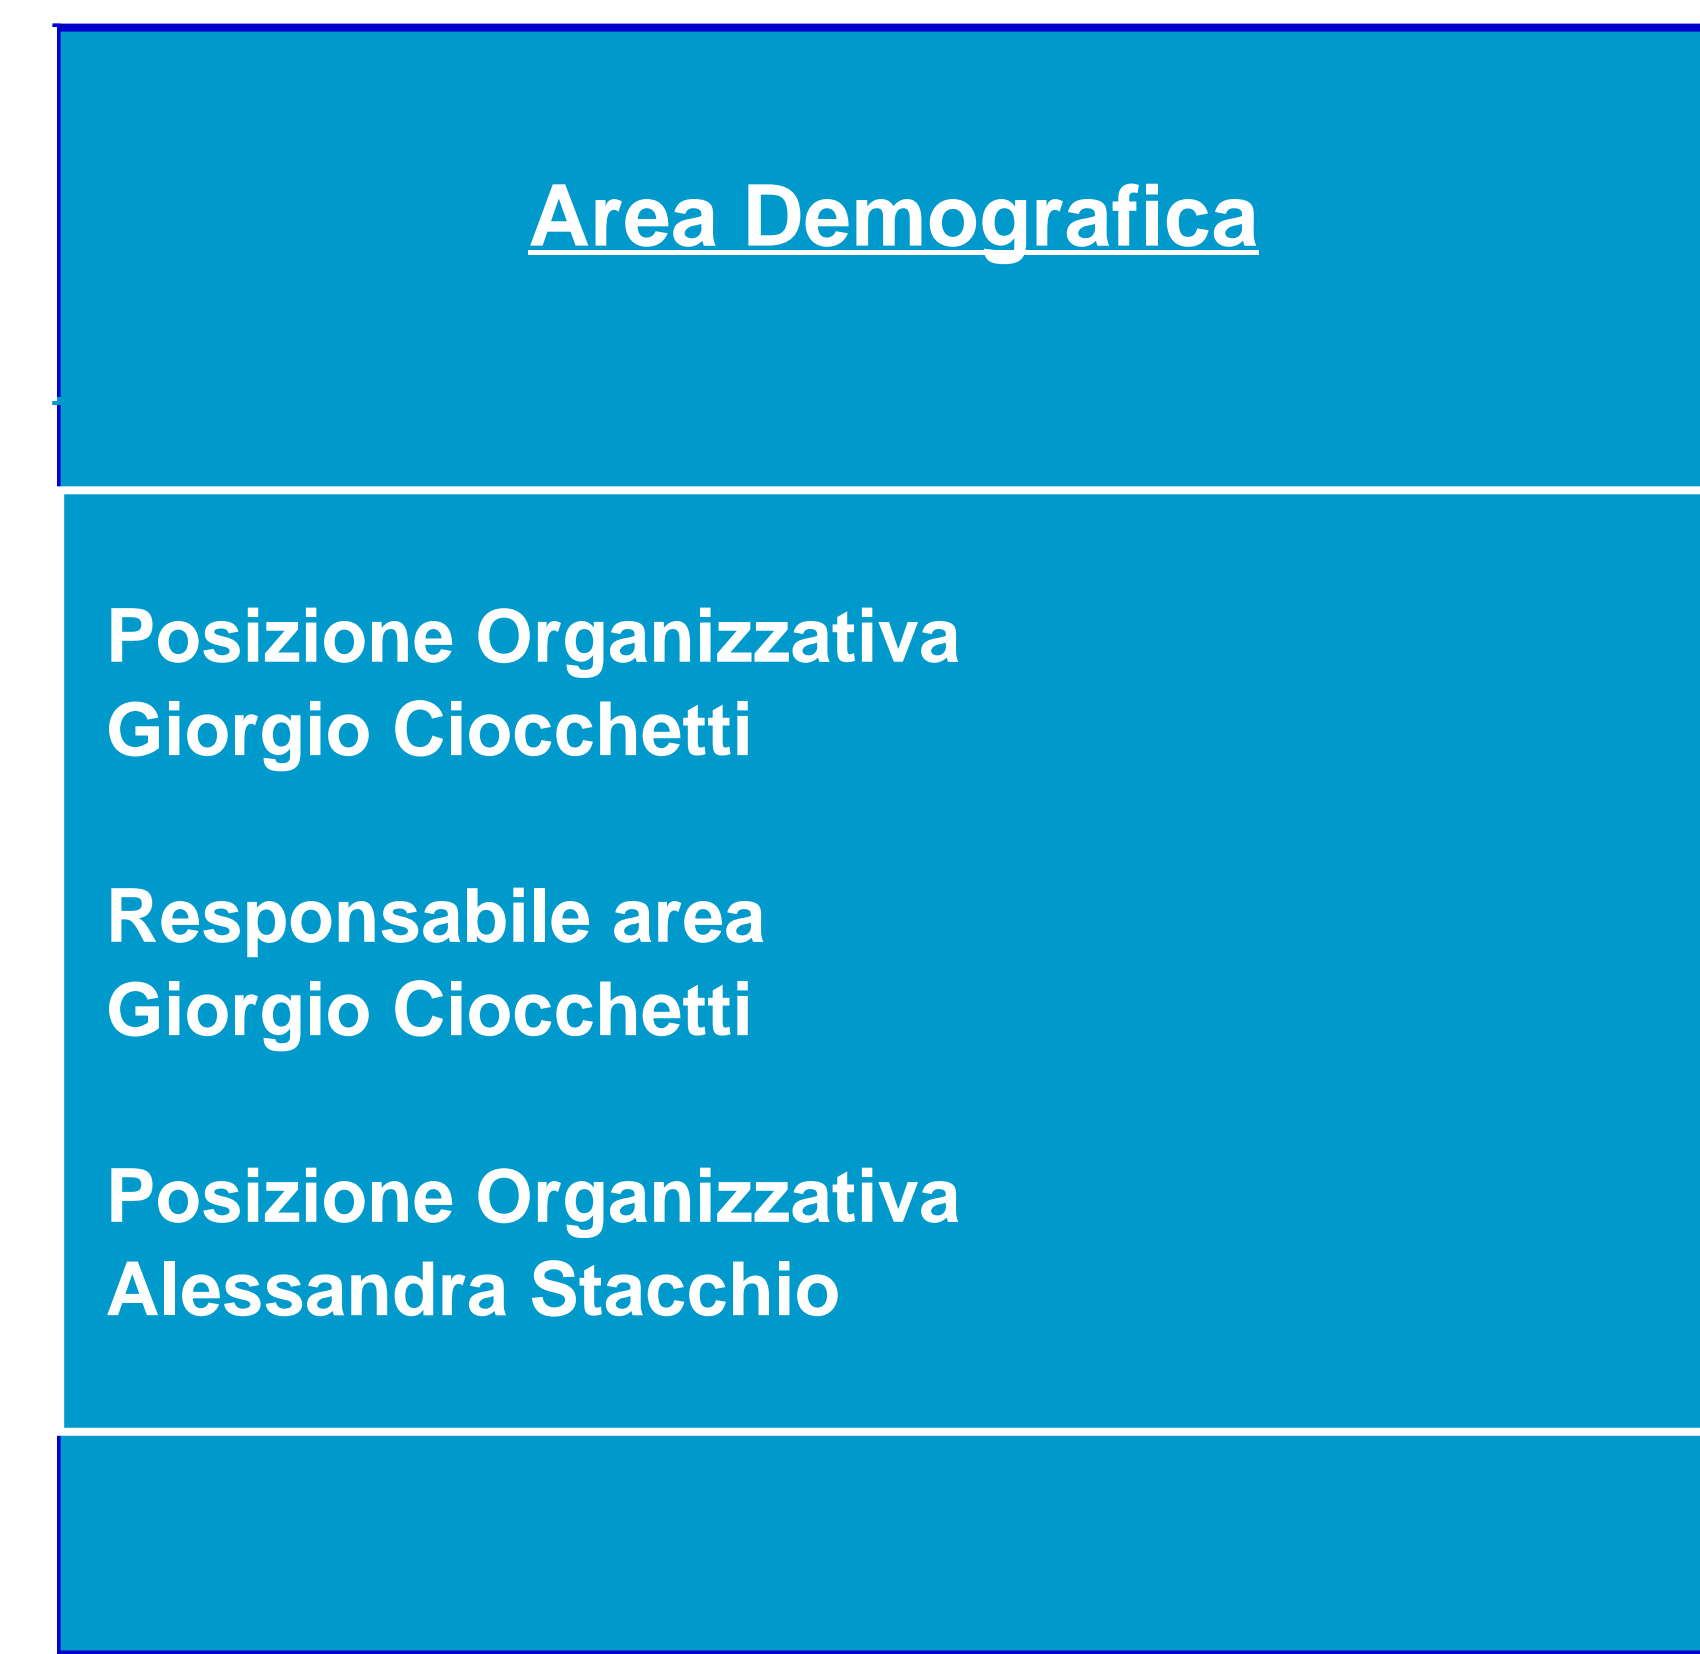 Area Demografica
Posizione Organizzativa
Giorgio Ciocchetti
Responsabile area
Giorgio Ciocchetti
Posizione Organizzativa
Alessandra Stacchio